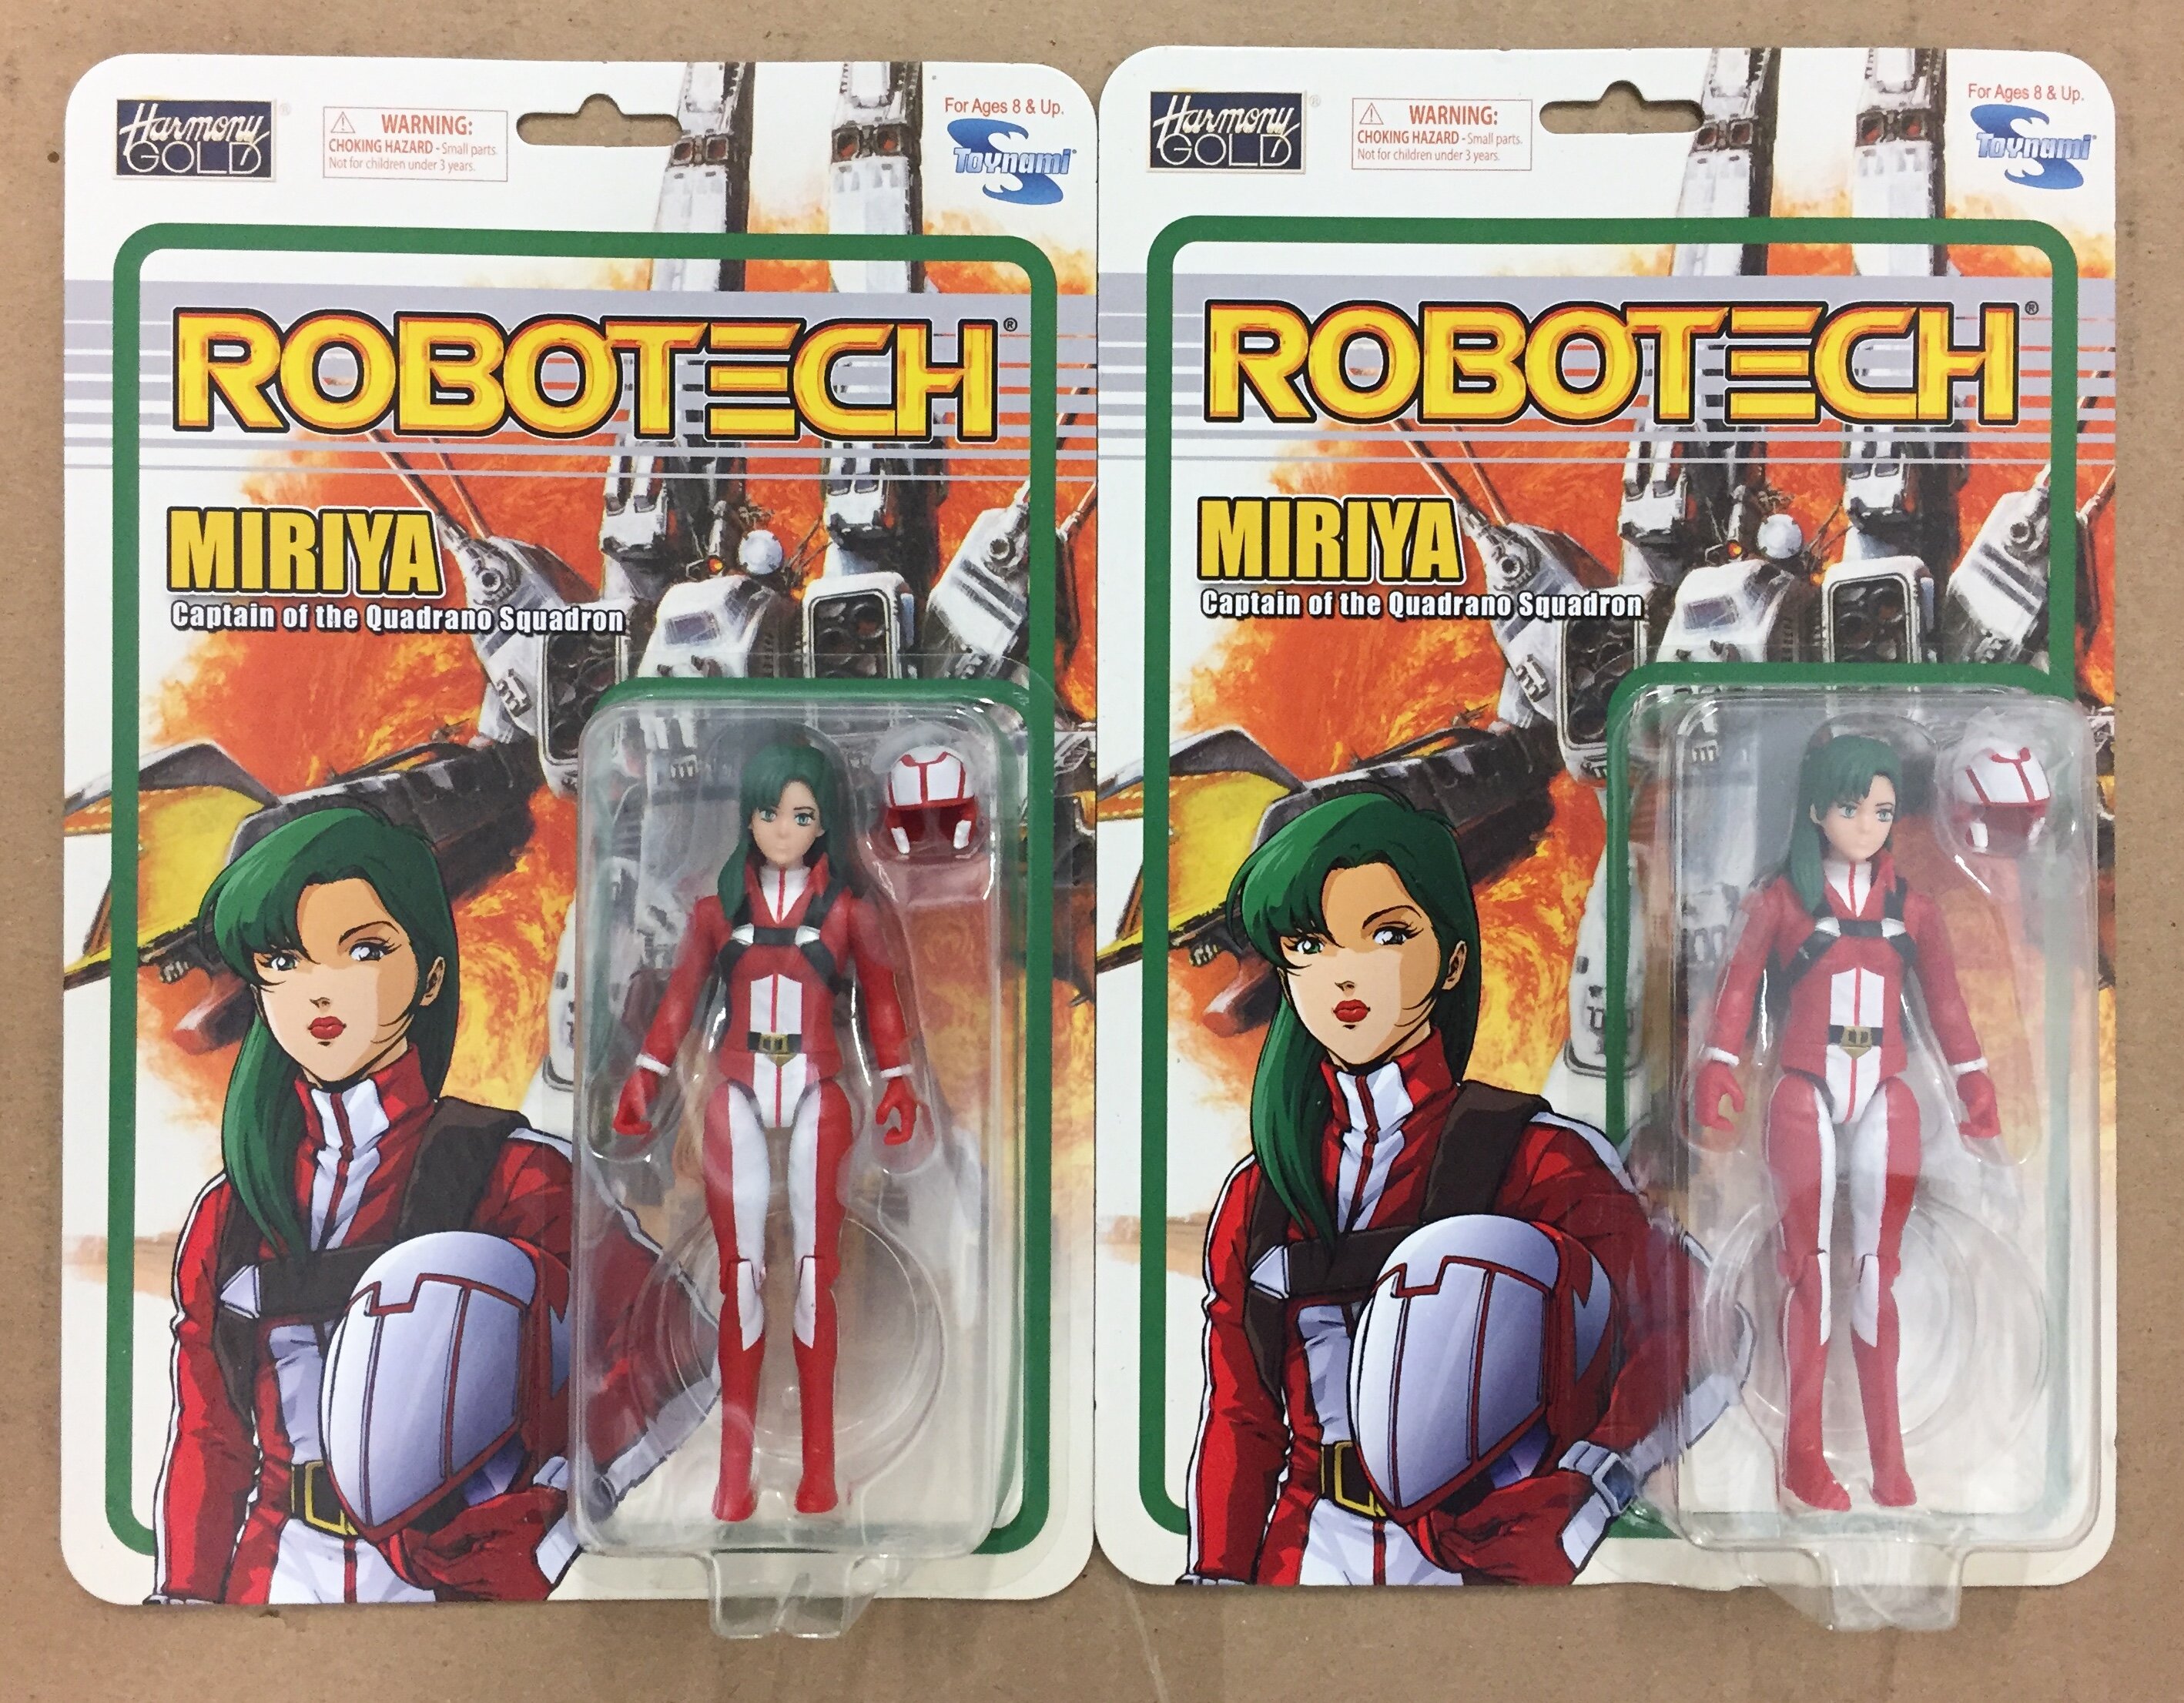 Harmony
GOLD®
WARNING:
CHOKING HAZARD - Small parts.
Not for children under 3 years.
For Ages 8 & Up.
Toynami®
ROBOTECH®
MIRIYA
Captain of the Quadrano Squadron
Harmony
GOLD®
WARNING:
CHOKING HAZARD - Small parts.
Not for children under 3 years.
For Ages 8 & Up.
Toynami®
ROBOTECH®
MIRIYA
Captain of the Quadrano Squadron